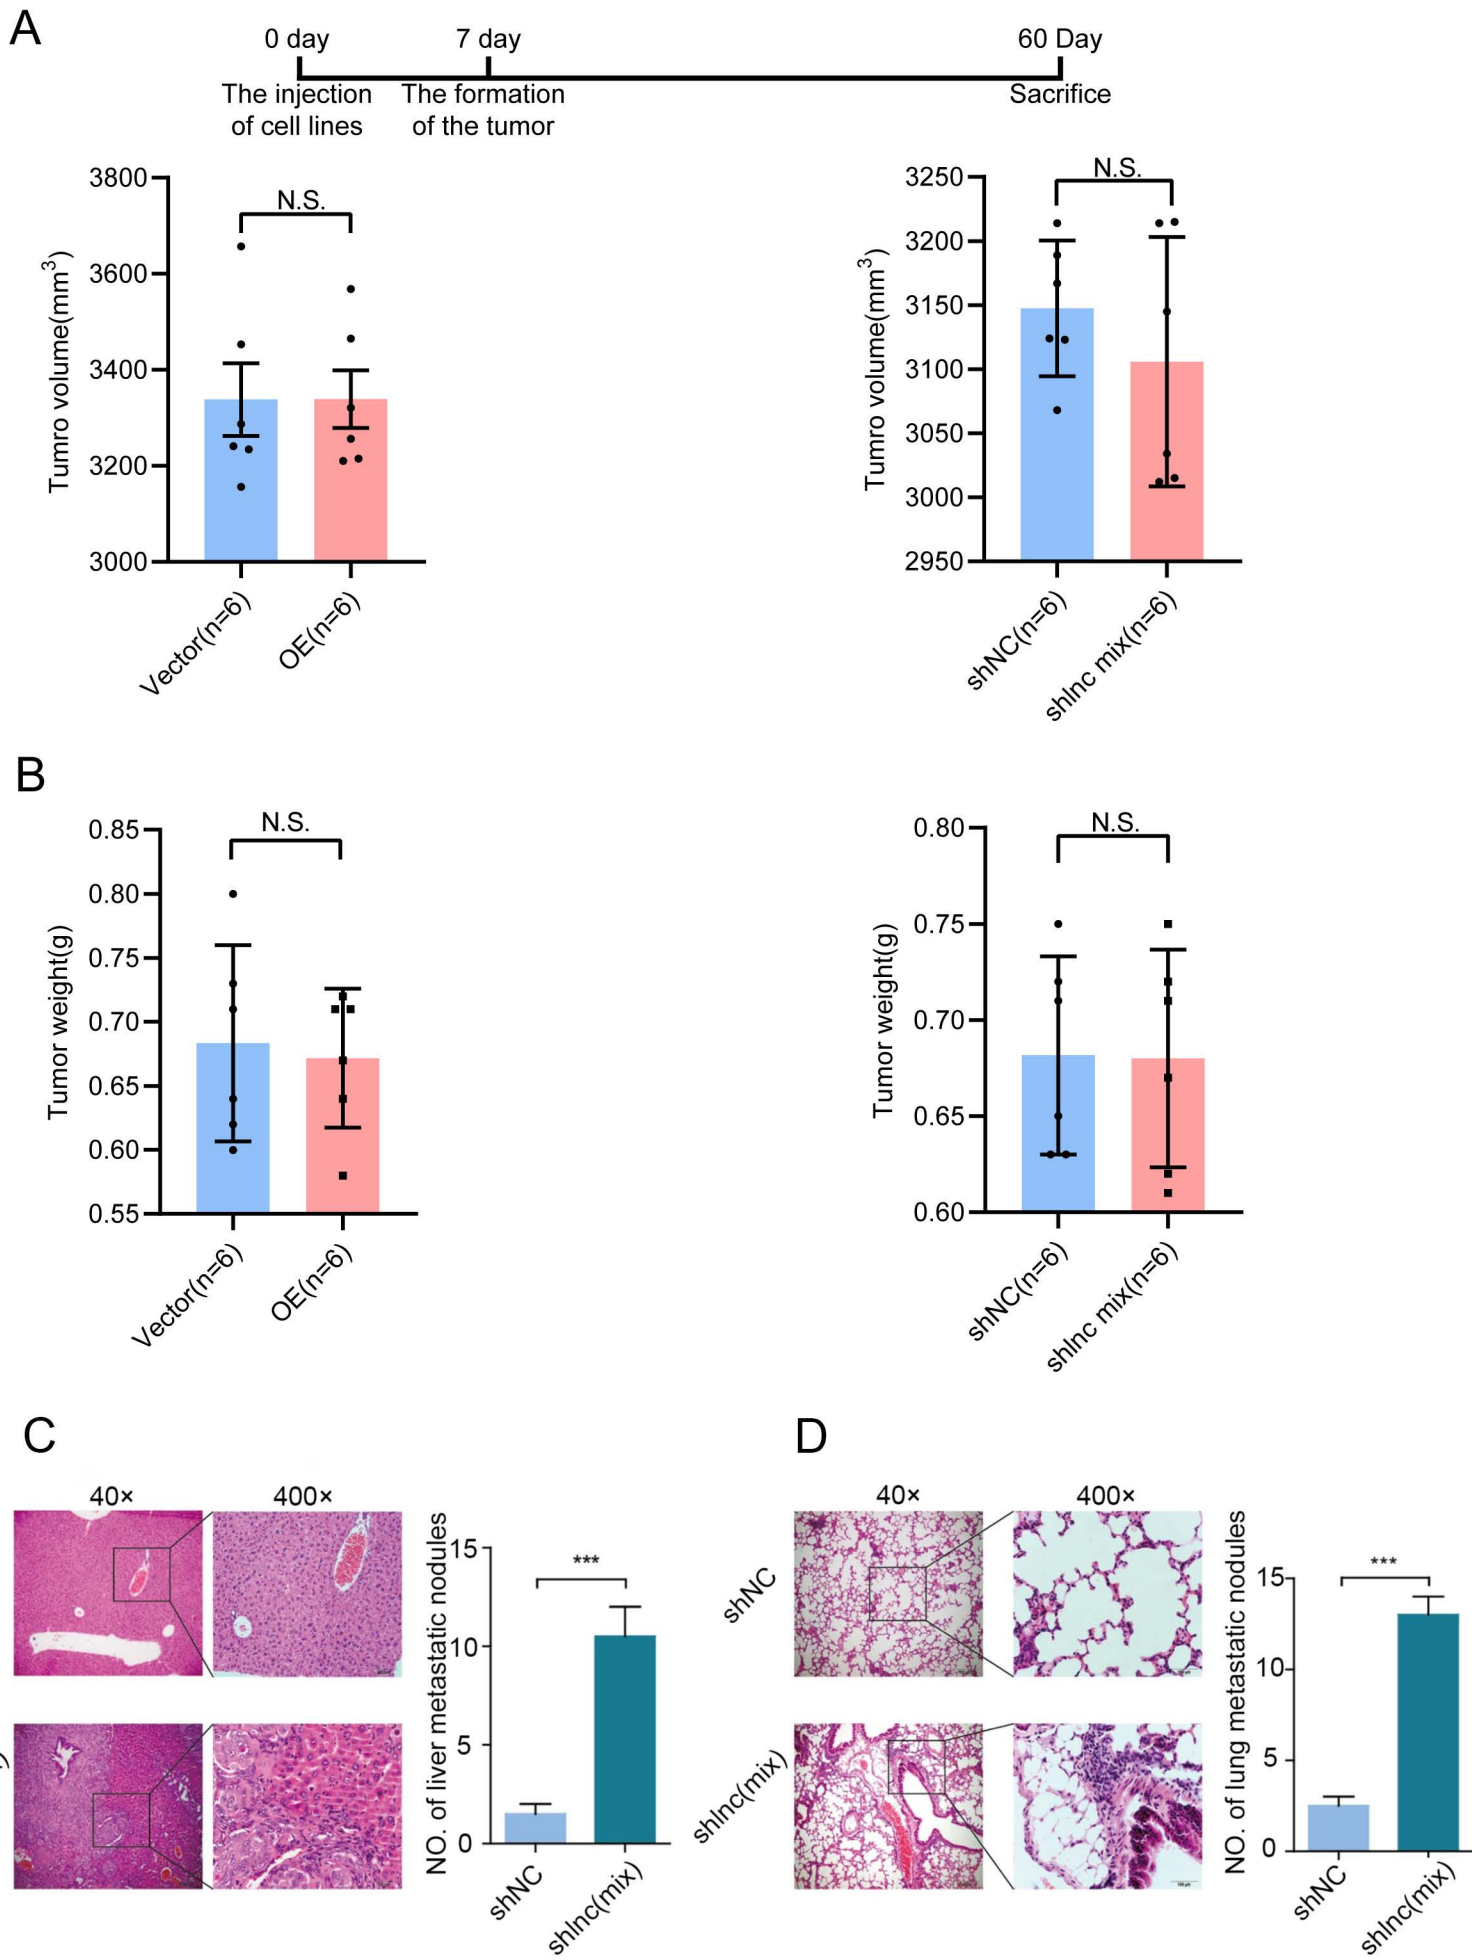 A
0 day 7 day 60 Day
The injection The formation Sacrifice
of cell lines of the tumor
3800
3600
3400
3200
3000
Tumro volume(mm³)
N.S.
Vector(n=6)
OE(n=6)
3250
3200
3150
3100
3050
3000
2950
Tumro volume(mm³)
N.S.
shNC(n=6)
shlnc mix(n=6)
B
0.85
0.80
0.75
0.70
0.65
0.60
0.55
Tumor weight(g)
N.S.
Vector(n=6)
OE(n=6)
0.80
0.75
0.70
0.65
0.60
Tumor weight(g)
N.S.
shNC(n=6)
shlnc mix(n=6)
C
40× 400×
)
NO. of liver metastatic nodules
15
10
5
0
***
shNC
shlnc(mix)
D
40× 400×
shNC
shlnc(mix)
NO. of lung metastatic nodules
15
10
5
0
***
shNC
shlnc(mix)